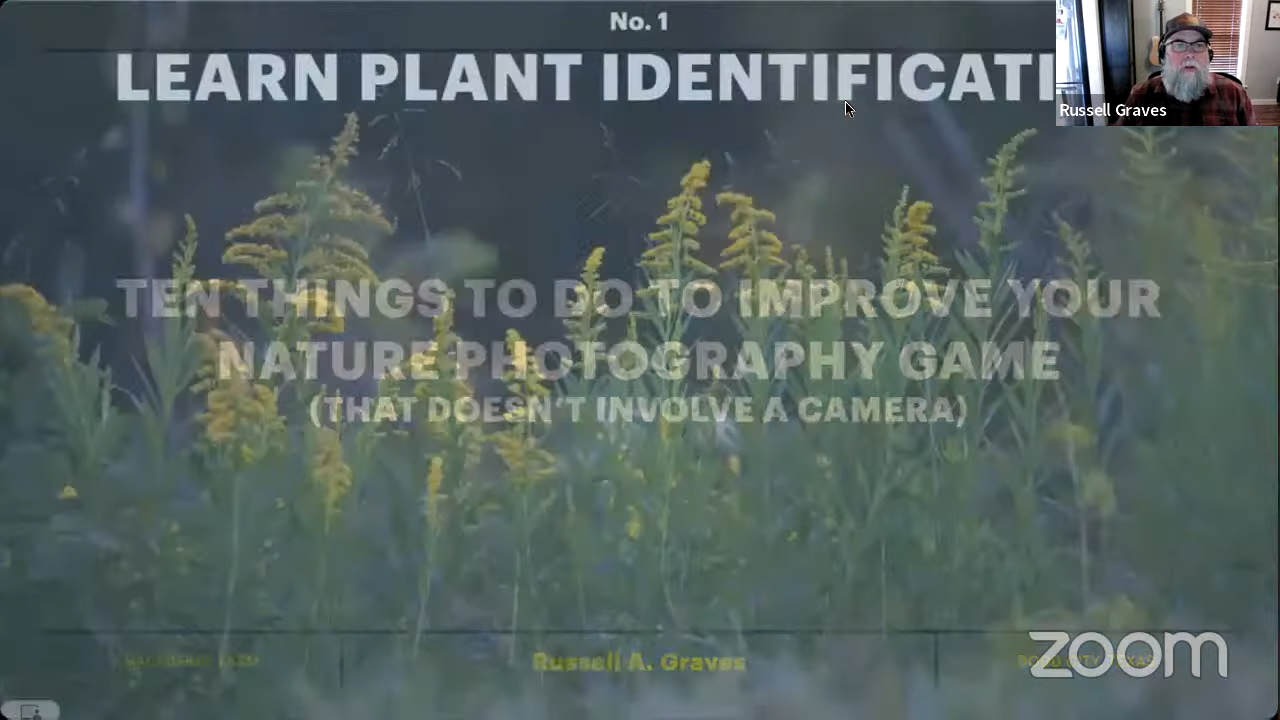 No. 1
LEARN PLANT IDENTIFICATI
Russell Graves
TEN THINGS TO DO TO IMPROVE YOUR
NATURE PHOTOGRAPHY GAME
(THAT DOESN'T INVOLVE A CAMERA)
Russell A. Graves
zoom